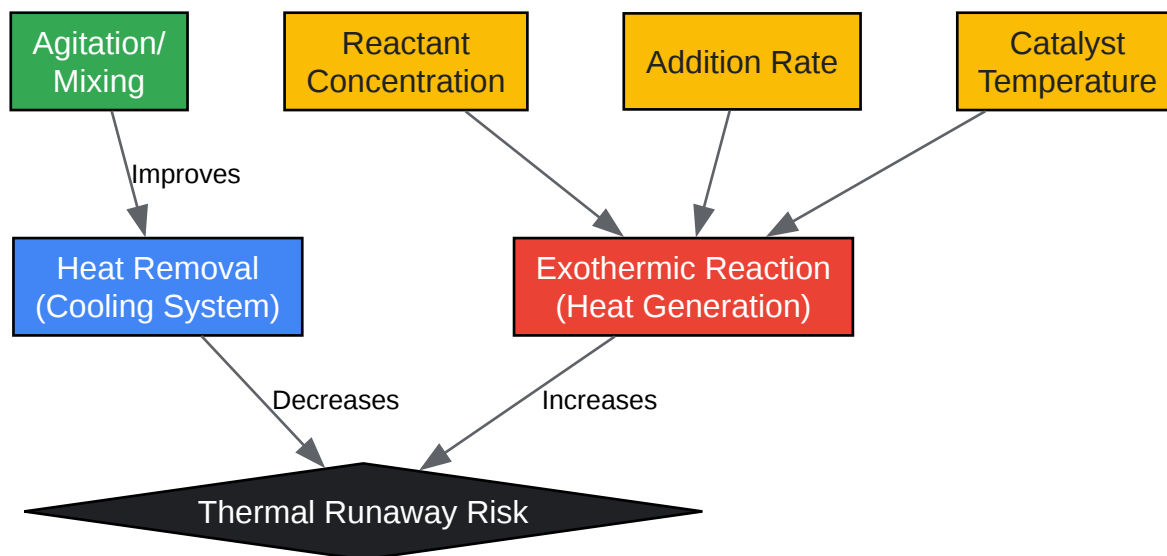 Agitation/
Mixing
Reactant
Concentration
Addition Rate
Catalyst
Temperature
Improves
Heat Removal
(Cooling System)
Exothermic Reaction
(Heat Generation)
Decreases
Increases
Thermal Runaway Risk